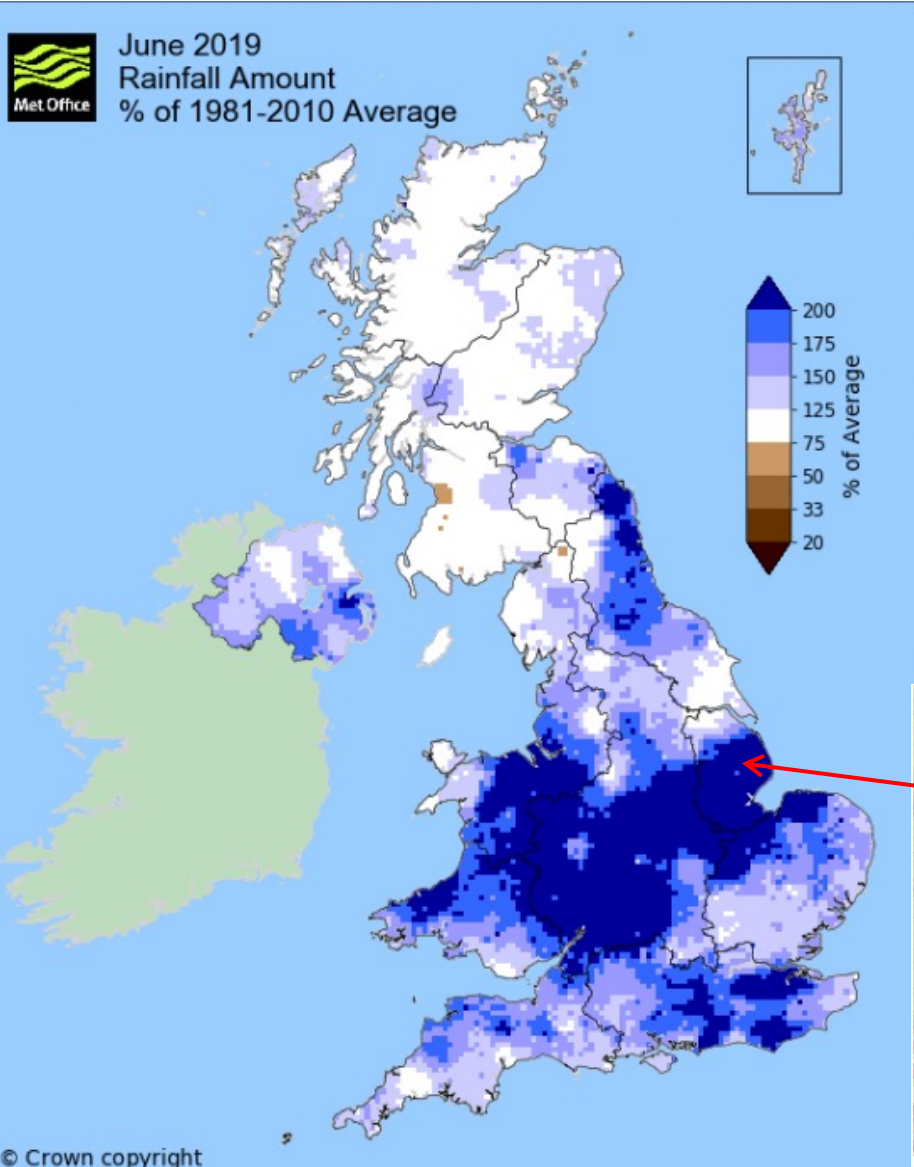 June 2019
Rainfall Amount
% of 1981-2010 Average
Met Office
200
175
150
125
75
50
33
20
% of Average
© Crown copyright